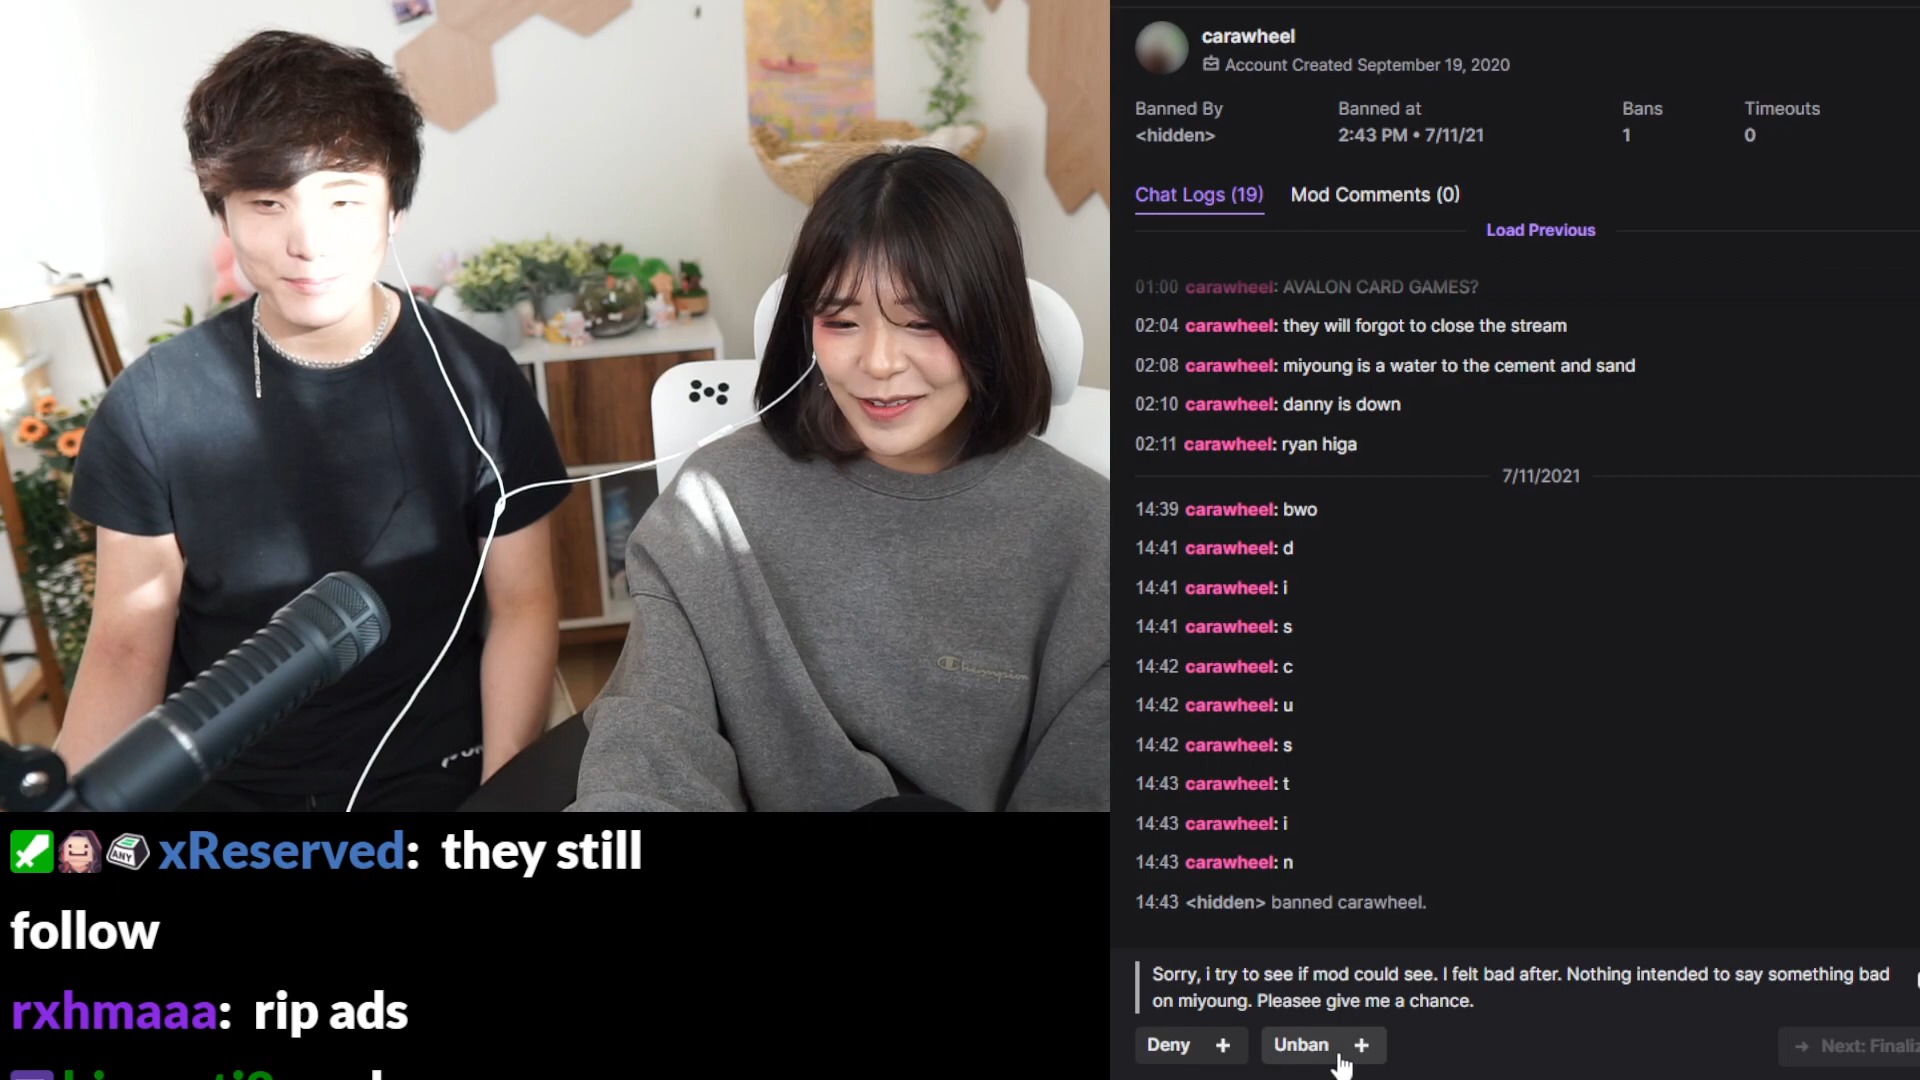 carawheel
Account Created September 19, 2020
Banned By
Banned at
Bans
Timeouts
<hidden>
2:43 PM • 7/11/21
1
0
Chat Logs (19)
Mod Comments (0)
Load Previous
01:00 carawheel: AVALON CARD GAMES?
02:04 carawheel: they will forgot to close the stream
02:08 carawheel: miyoung is a water to the cement and sand
02:10 carawheel: danny is down
02:11 carawheel: ryan higa
7/11/2021
14:39 carawheel: bwo
14:41 carawheel: d
14:41 carawheel: i
14:41 carawheel: s
14:42 carawheel: c
14:42 carawheel: u
14:42 carawheel: s
14:43 carawheel: t
14:43 carawheel: i
14:43 carawheel: n
14:43 <hidden> banned carawheel.
Sorry, i try to see if mod could see. I felt bad after. Nothing intended to say something bad
on miyoung. Pleasee give me a chance.
Deny +
Unban +
→ Next: Finaliz
Champion
ANY xReserved: they still
follow
rxhmaaa: rip ads